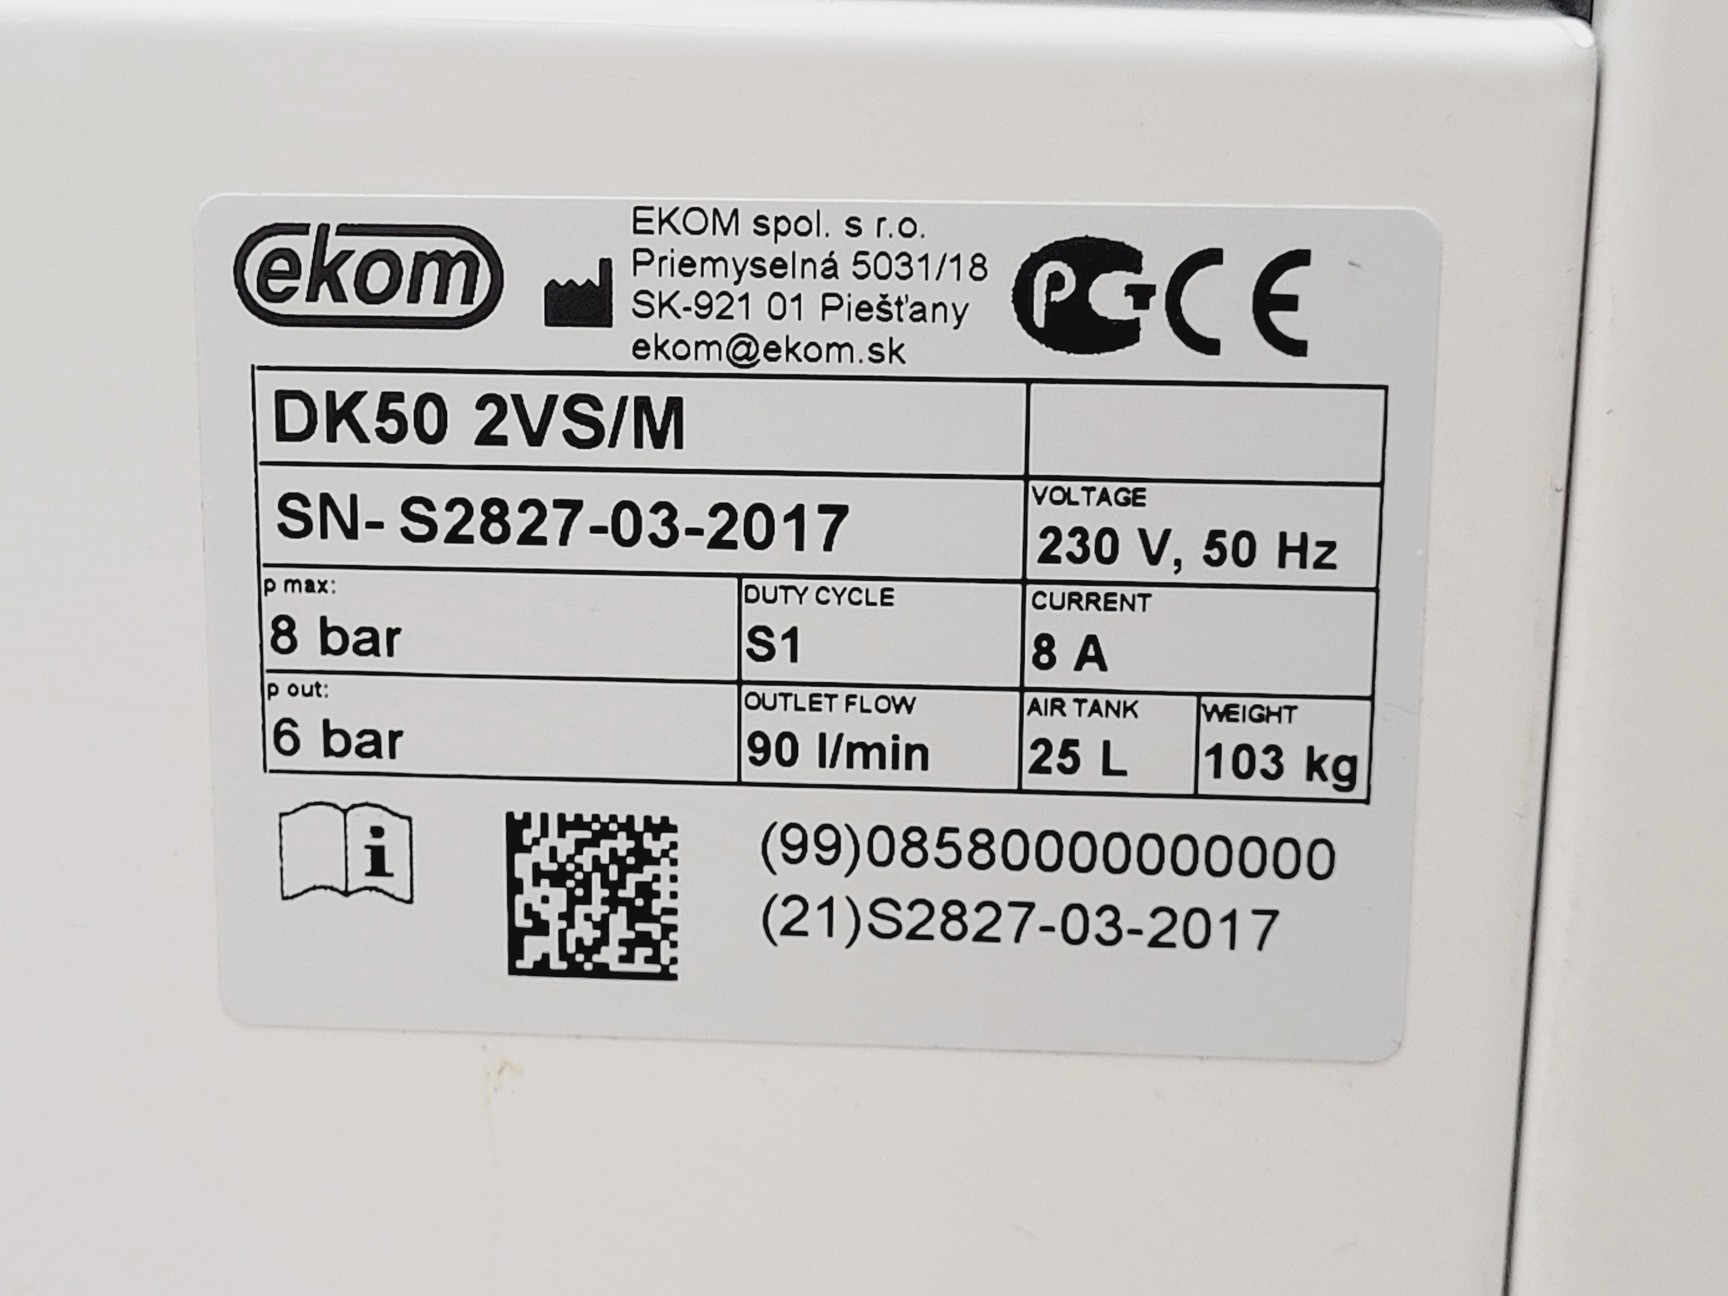 ekom
EKOM spol. s r.o.
Priemyselná 5031/18
SK-921 01 Piešťany
ekom@ekom.sk
PCT CE
DK50 2VS/M
SN- S2827-03-2017
VOLTAGE
230 V, 50 Hz
p max:
8 bar
DUTY CYCLE
S1
CURRENT
8 A
p out:
6 bar
OUTLET FLOW
90 l/min
AIR TANK
25 L
WEIGHT
103 kg
i
(99)08580000000000
(21)S2827-03-2017